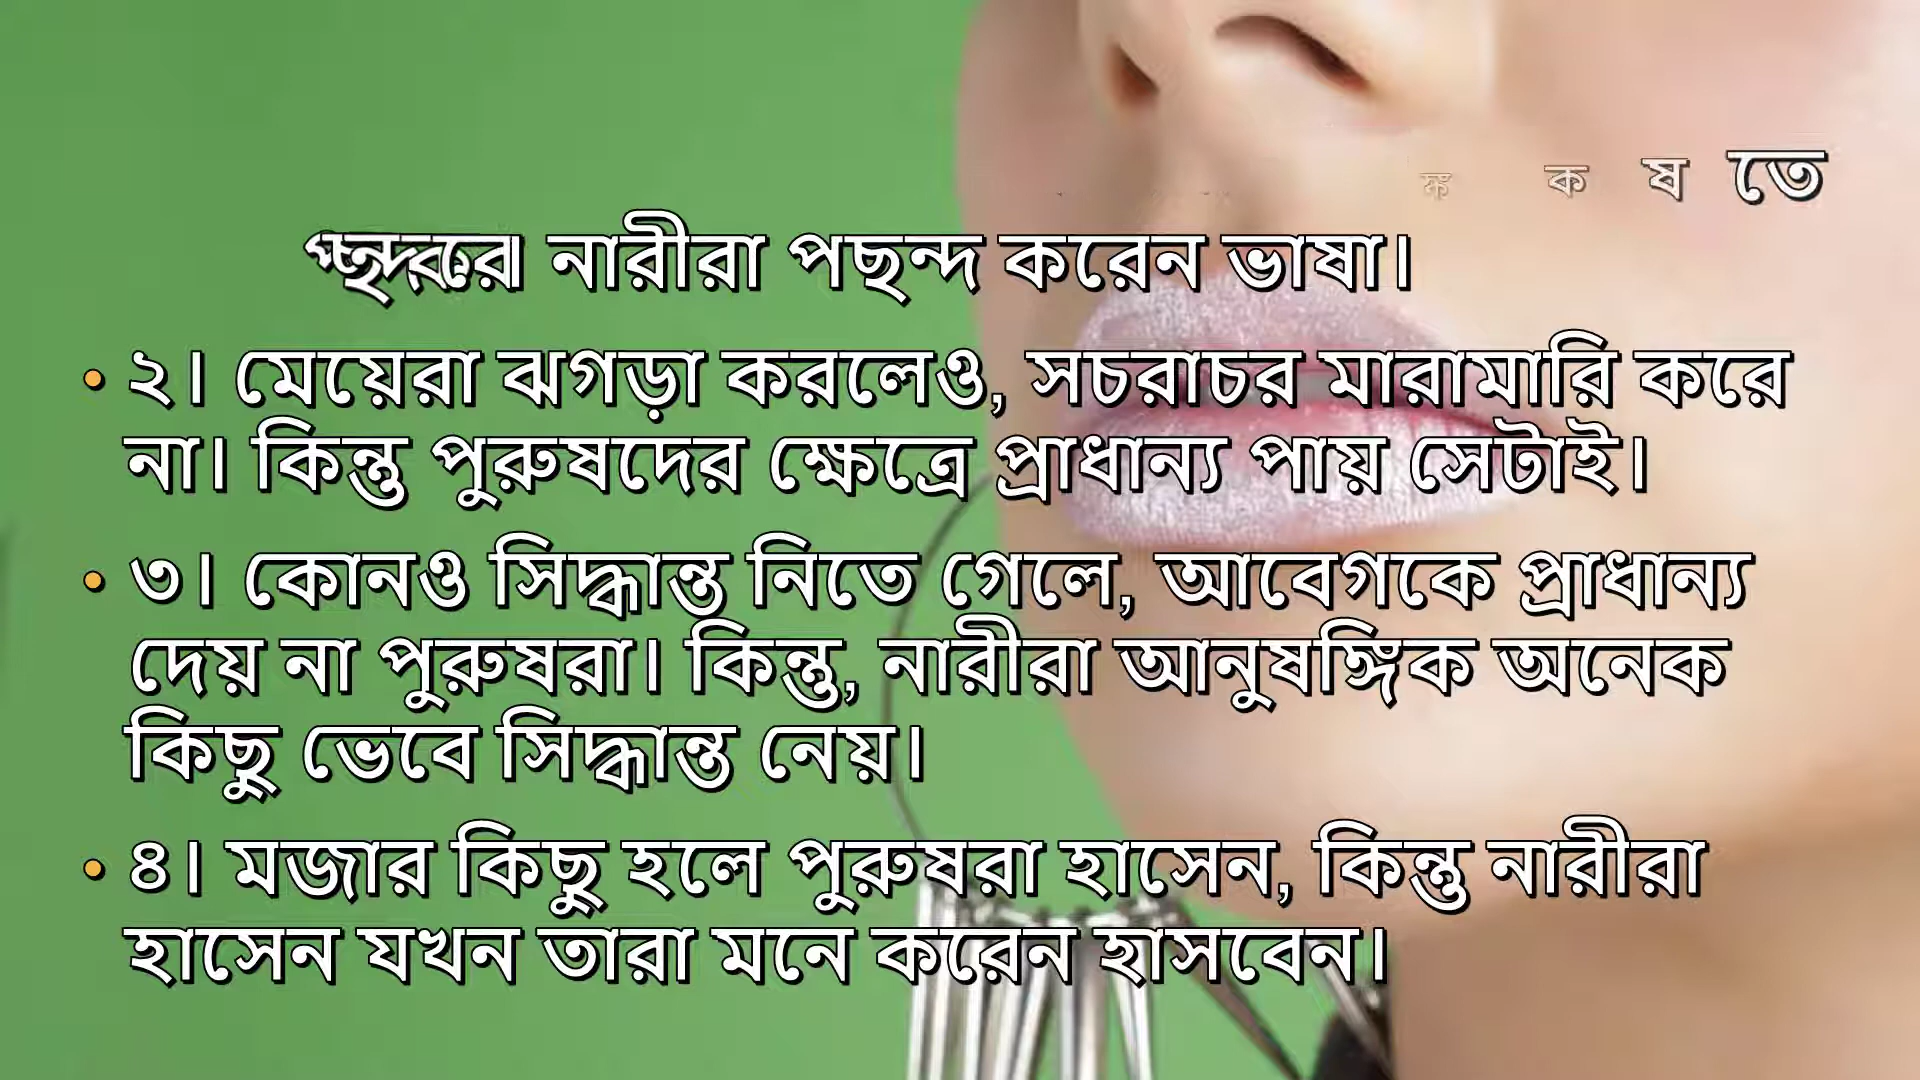 ঙ্ক ক ষ তে
নারীরা পছন্দ করেন ভাষা।
• ২। মেয়েরা ঝগড়া করলেও, সচরাচর মারামারি করে
না। কিন্তু পুরুষদের ক্ষেত্রে প্রাধান্য পায় সেটাই।
• ৩। কোনও সিদ্ধান্ত নিতে গেলে, আবেগকে প্রাধান্য
দেয় না পুরুষরা। কিন্তু, নারীরা আনুষঙ্গিক অনেক
কিছু ভেবে সিদ্ধান্ত নেয়।
• ৪। মজার কিছু হলে পুরুষরা হাসেন, কিন্তু নারীরা
হাসেন যখন তারা মনে করেন হাসবেন।